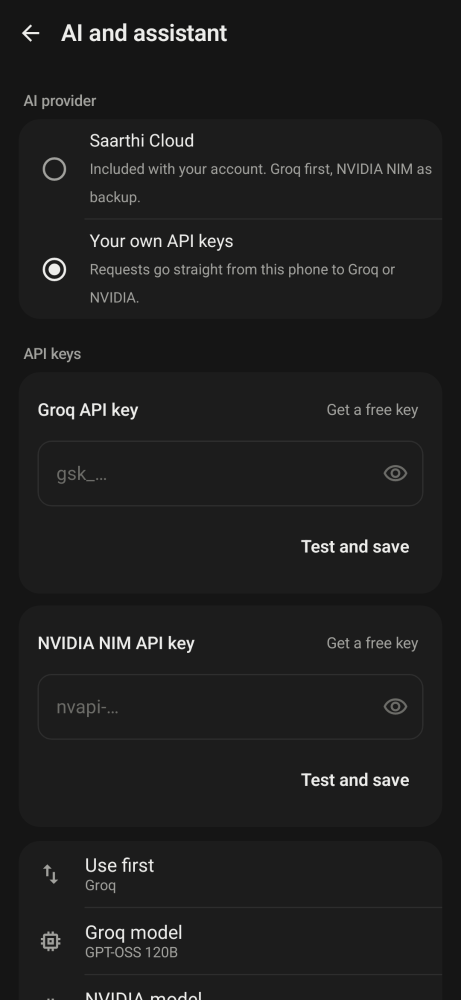 AI and assistant
AI provider
Saarthi Cloud
Included with your account. Groq first, NVIDIA NIM as
backup.
Your own API keys
Requests go straight from this phone to Groq or
NVIDIA.
API keys
Groq API key
Get a free key
gsk_...
Test and save
NVIDIA NIM API key
Get a free key
nvapi-...
Test and save
Use first
Groq
Groq model
GPT-OSS 120B
NVIDIA model